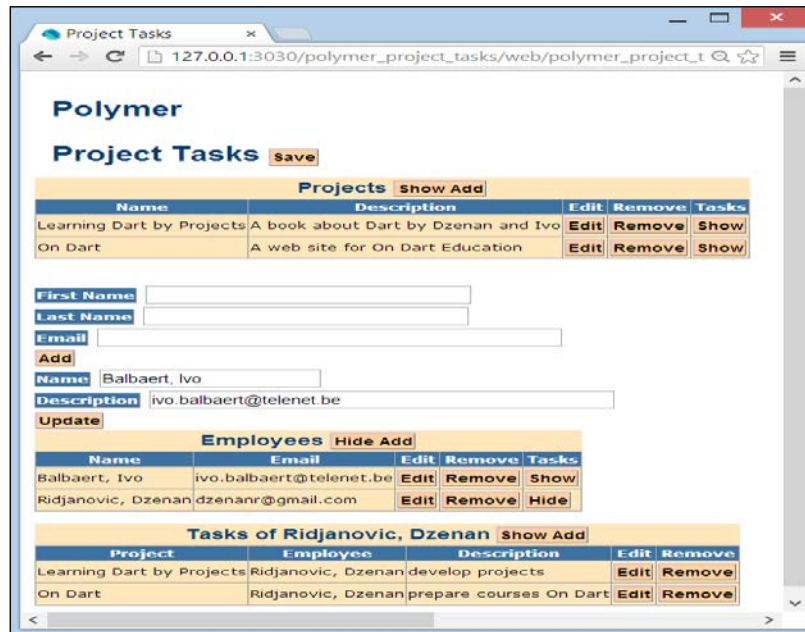 Project Tasks
127.0.0.1:3030/polymer_project_tasks/web/polymer_project_t
Polymer
Project Tasks Save
Projects Show Add
Name Description Edit Remove Tasks
Learning Dart by Projects A book about Dart by Dzenan and Ivo Edit Remove Show
On Dart A web site for On Dart Education Edit Remove Show
First Name
Last Name
Email
Add
Name Balbaert, Ivo
Description ivo.balbaert@telenet.be
Update
Employees Hide Add
Name Email Edit Remove Tasks
Balbaert, Ivo ivo.balbaert@telenet.be Edit Remove Show
Ridjanovic, Dzenan dzenanr@gmail.com Edit Remove Hide
Tasks of Ridjanovic, Dzenan Show Add
Project Employee Description Edit Remove
Learning Dart by Projects Ridjanovic, Dzenan develop projects Edit Remove
On Dart Ridjanovic, Dzenan prepare courses On Dart Edit Remove